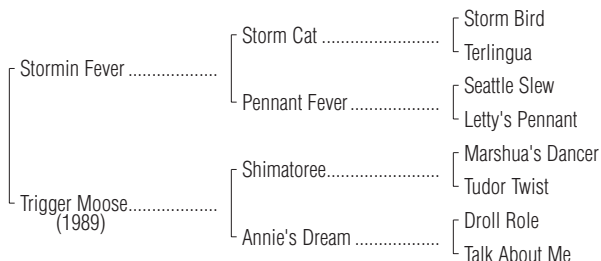 Storm Bird
Storm Cat ........................
Terlingua
Stormin Fever ..................
Seattle Slew
Pennant Fever ..................
Letty's Pennant
Marshua's Dancer
Shimatoree.......................
Tudor Twist
Trigger Moose..................
(1989)
Droll Role
Annie's Dream .................
Talk About Me